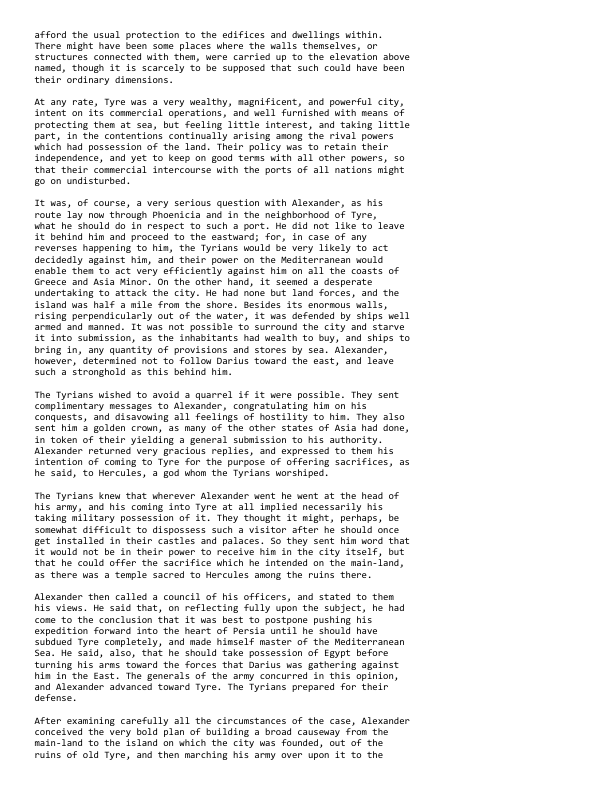 afford the usual protection to the edifices and dwellings within.
There might have been some places where the walls themselves, or
structures connected with them, were carried up to the elevation above
named, though it is scarcely to be supposed that such could have been
their ordinary dimensions.
At any rate, Tyre was a very wealthy, magnificent, and powerful city,
intent on its commercial operations, and well furnished with means of
protecting them at sea, but feeling little interest, and taking little
part, in the contentions continually arising among the rival powers
which had possession of the land. Their policy was to retain their
independence, and yet to keep on good terms with all other powers, so
that their commercial intercourse with the ports of all nations might
go on undisturbed.
It was, of course, a very serious question with Alexander, as his
route lay now through Phoenicia and in the neighborhood of Tyre,
what he should do in respect to such a port. He did not like to leave
it behind him and proceed to the eastward; for, in case of any
reverses happening to him, the Tyrians would be very likely to act
decidedly against him, and their power on the Mediterranean would
enable them to act very efficiently against him on all the coasts of
Greece and Asia Minor. On the other hand, it seemed a desperate
undertaking to attack the city. He had none but land forces, and the
island was half a mile from the shore. Besides its enormous walls,
rising perpendicularly out of the water, it was defended by ships well
armed and manned. It was not possible to surround the city and starve
it into submission, as the inhabitants had wealth to buy, and ships to
bring in, any quantity of provisions and stores by sea. Alexander,
however, determined not to follow Darius toward the east, and leave
such a stronghold as this behind him.
The Tyrians wished to avoid a quarrel if it were possible. They sent
complimentary messages to Alexander, congratulating him on his
conquests, and disavowing all feelings of hostility to him. They also
sent him a golden crown, as many of the other states of Asia had done,
in token of their yielding a general submission to his authority.
Alexander returned very gracious replies, and expressed to them his
intention of coming to Tyre for the purpose of offering sacrifices, as
he said, to Hercules, a god whom the Tyrians worshiped.
The Tyrians knew that wherever Alexander went he went at the head of
his army, and his coming into Tyre at all implied necessarily his
taking military possession of it. They thought it might, perhaps, be
somewhat difficult to dispossess such a visitor after he should once
get installed in their castles and palaces. So they sent him word that
it would not be in their power to receive him in the city itself, but
that he could offer the sacrifice which he intended on the main-land,
as there was a temple sacred to Hercules among the ruins there.
Alexander then called a council of his officers, and stated to them
his views. He said that, on reflecting fully upon the subject, he had
come to the conclusion that it was best to postpone pushing his
expedition forward into the heart of Persia until he should have
subdued Tyre completely, and made himself master of the Mediterranean
Sea. He said, also, that he should take possession of Egypt before
turning his arms toward the forces that Darius was gathering against
him in the East. The generals of the army concurred in this opinion,
and Alexander advanced toward Tyre. The Tyrians prepared for their
defense.
After examining carefully all the circumstances of the case, Alexander
conceived the very bold plan of building a broad causeway from the
main-land to the island on which the city was founded, out of the
ruins of old Tyre, and then marching his army over upon it to the